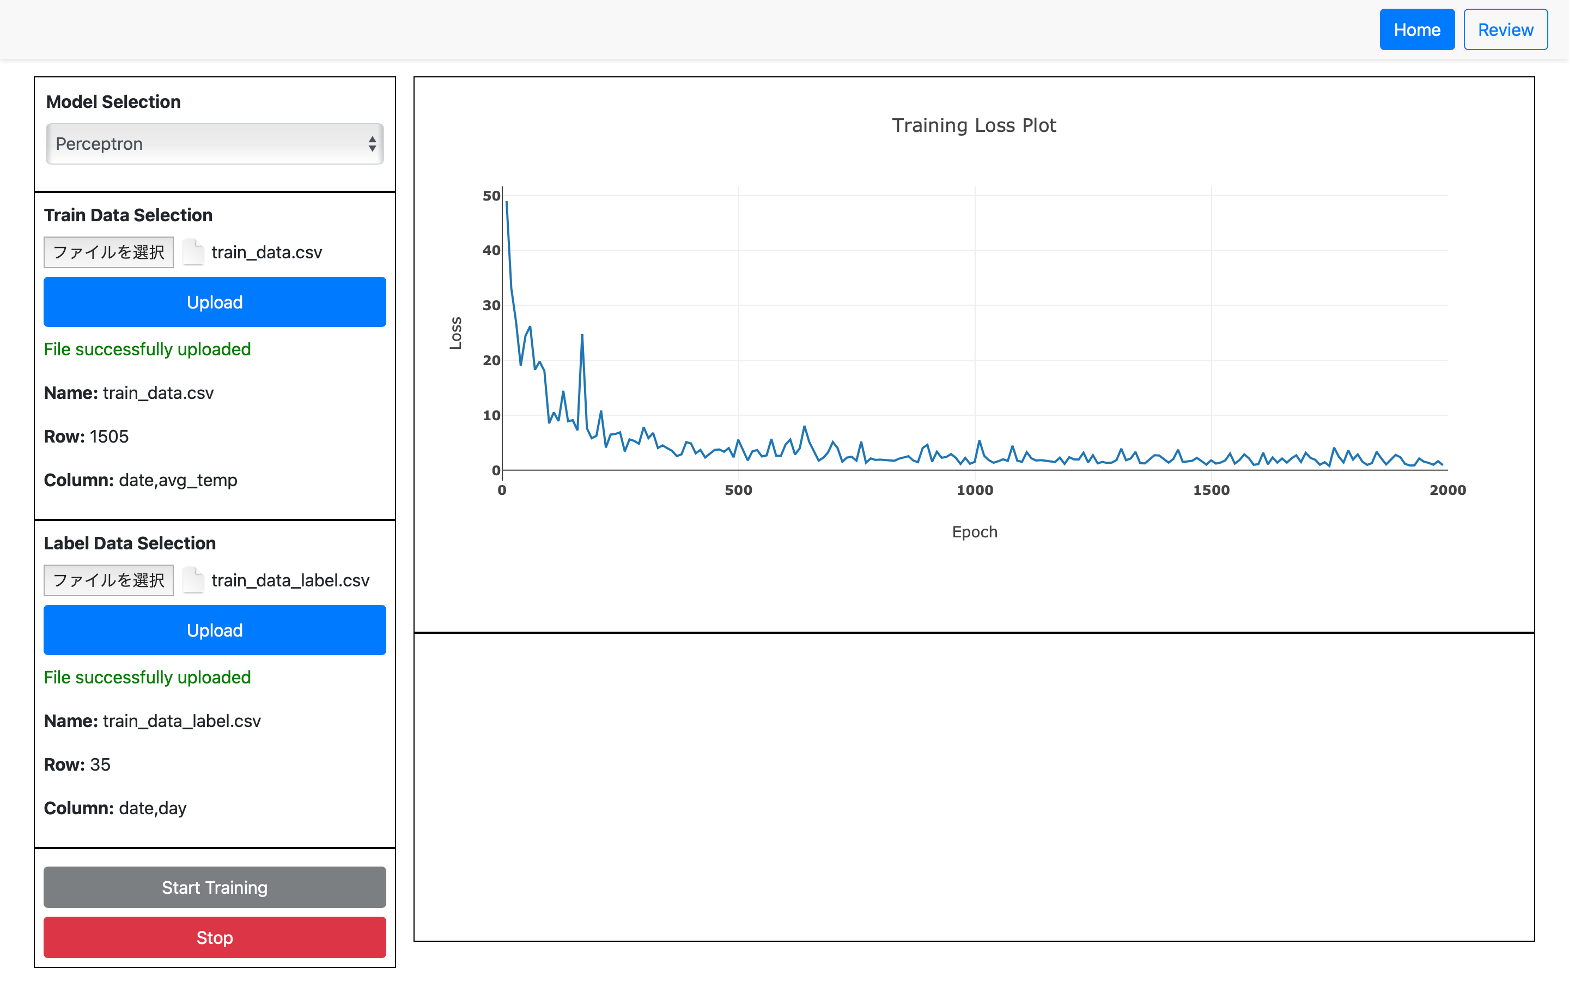 Home Review
Model Selection
Perceptron
Train Data Selection
ファイルを選択 train_data.csv
Upload
File successfully uploaded
Name: train_data.csv
Row: 1505
Column: date,avg_temp
Label Data Selection
ファイルを選択 train_data_label.csv
Upload
File successfully uploaded
Name: train_data_label.csv
Row: 35
Column: date,day
Start Training
Stop
Training Loss Plot
50
40
30
20
10
0
Loss
0 500 1000 1500 2000
Epoch